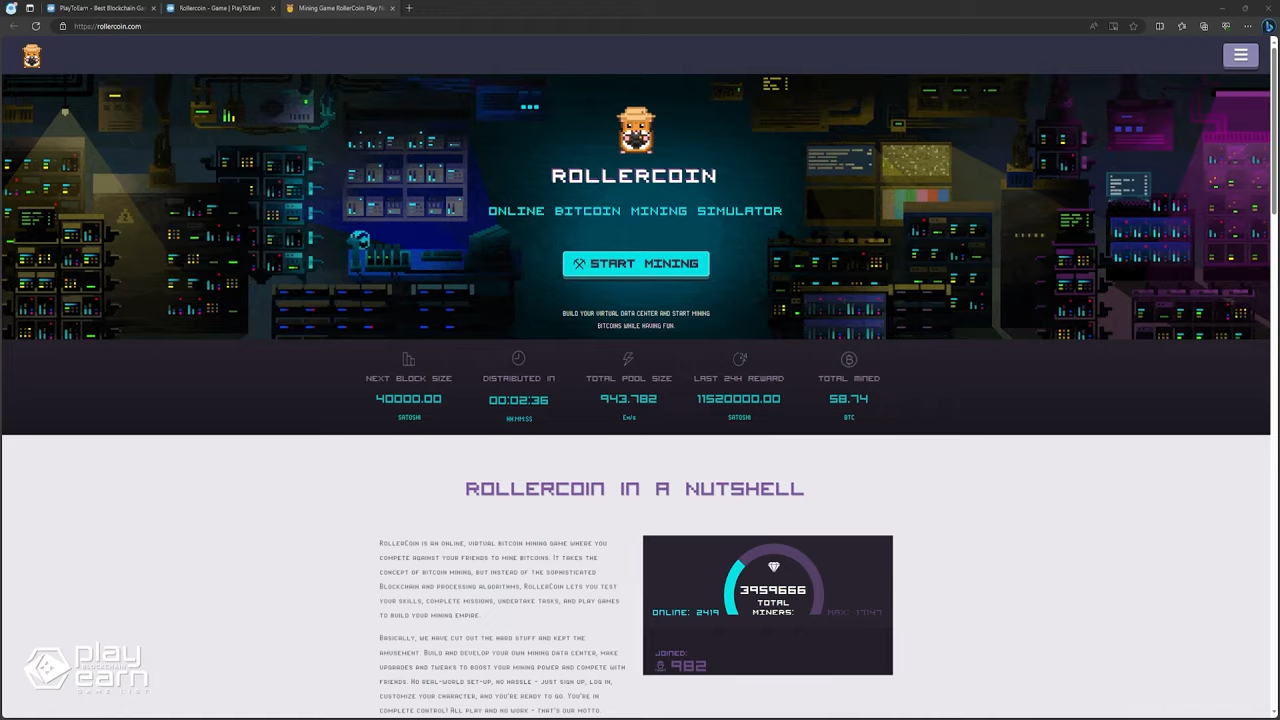 PlayToEarn - Best Blockchain Ga
Rollercoin - Game | PlayToEarn
Mining Game RollerCoin: Play N
https://rollercoin.com
ROLLERCOIN
ONLINE BITCOIN MINING SIMULATOR
START MINING
BUILD YOUR VIRTUAL DATA CENTER AND START MINING
BITCOINS WHILE HAVING FUN.
NEXT BLOCK SIZE
40000.00
SATOSHI
DISTRIBUTED IN
00:02:36
HH:MM:SS
TOTAL POOL SIZE
943.782
EH/S
LAST 24H REWARD
11520000.00
SATOSHI
TOTAL MINED
58.74
BTC
ROLLERCOIN IN A NUTSHELL
ROLLERCOIN IS AN ONLINE, VIRTUAL BITCOIN MINING GAME WHERE YOU
COMPETE AGAINST YOUR FRIENDS TO MINE BITCOINS. IT TAKES THE
CONCEPT OF BITCOIN MINING, BUT INSTEAD OF THE SOPHISTICATED
BLOCKCHAIN AND PROCESSING ALGORITHMS, ROLLERCOIN LETS YOU TEST
YOUR SKILLS, COMPLETE MISSIONS, UNDERTAKE TASKS, AND PLAY GAMES
TO BUILD YOUR MINING EMPIRE.
BASICALLY, WE HAVE CUT OUT THE HARD STUFF AND KEPT THE
AMUSEMENT. BUILD AND DEVELOP YOUR OWN MINING DATA CENTER, MAKE
UPGRADES AND TWEAKS TO BOOST YOUR MINING POWER AND COMPETE WITH
FRIENDS. NO REAL-WORLD SET-UP, NO HASSLE - JUST SIGN UP, LOG IN,
CUSTOMIZE YOUR CHARACTER, AND YOU'RE READY TO GO. YOU'RE IN
COMPLETE CONTROL! ALL PLAY AND NO WORK - THAT'S OUR MOTTO.
3959666
TOTAL
MINERS:
ONLINE: 2419
MAX: 17047
JOINED:
982
play
BLOCKCHAIN
earn
GAME LIST